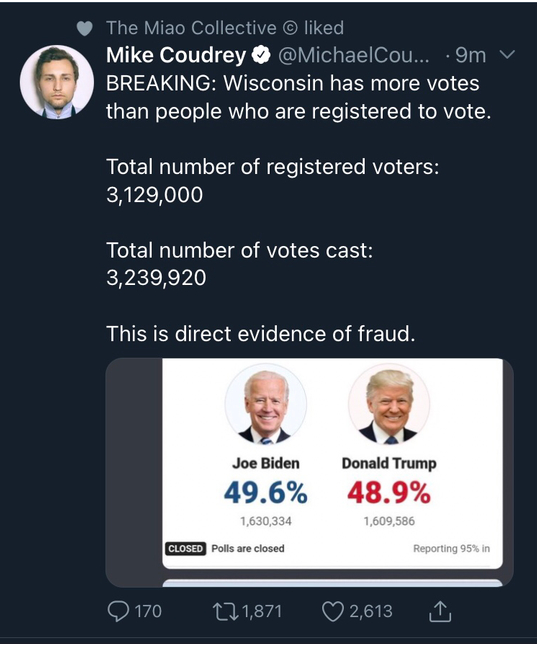 The Miao Collective © liked
Mike Coudrey @MichaelCou... · 9m
BREAKING: Wisconsin has more votes
than people who are registered to vote.
Total number of registered voters:
3,129,000
Total number of votes cast:
3,239,920
This is direct evidence of fraud.
Joe Biden Donald Trump
49.6% 48.9%
1,630,334 1,609,586
CLOSED Polls are closed Reporting 95% in
170 1,871 2,613